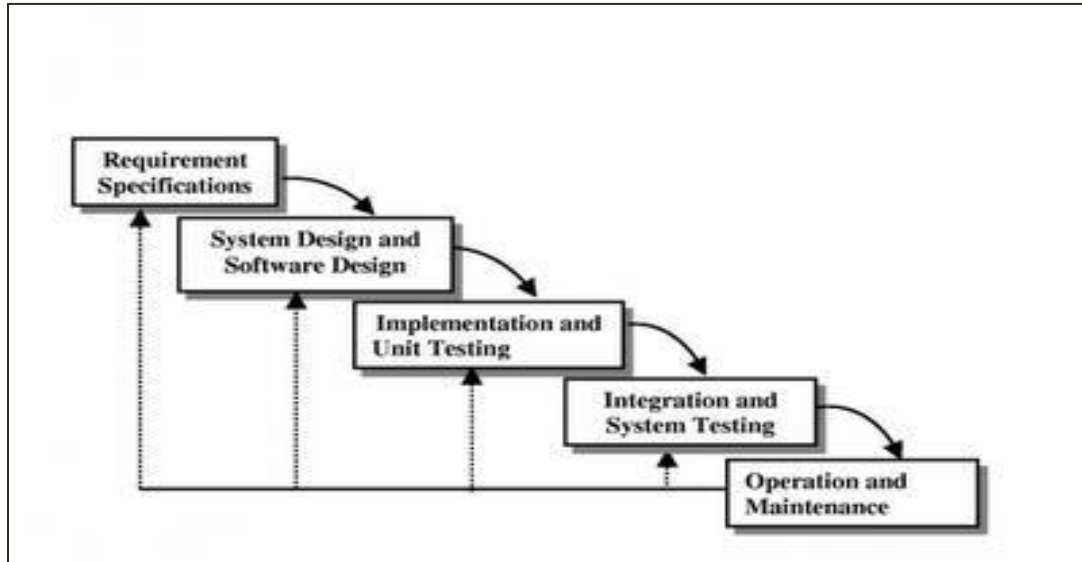 Requirement
Specifications
System Design and
Software Design
Implementation and
Unit Testing
Integration and
System Testing
Operation and
Maintenance